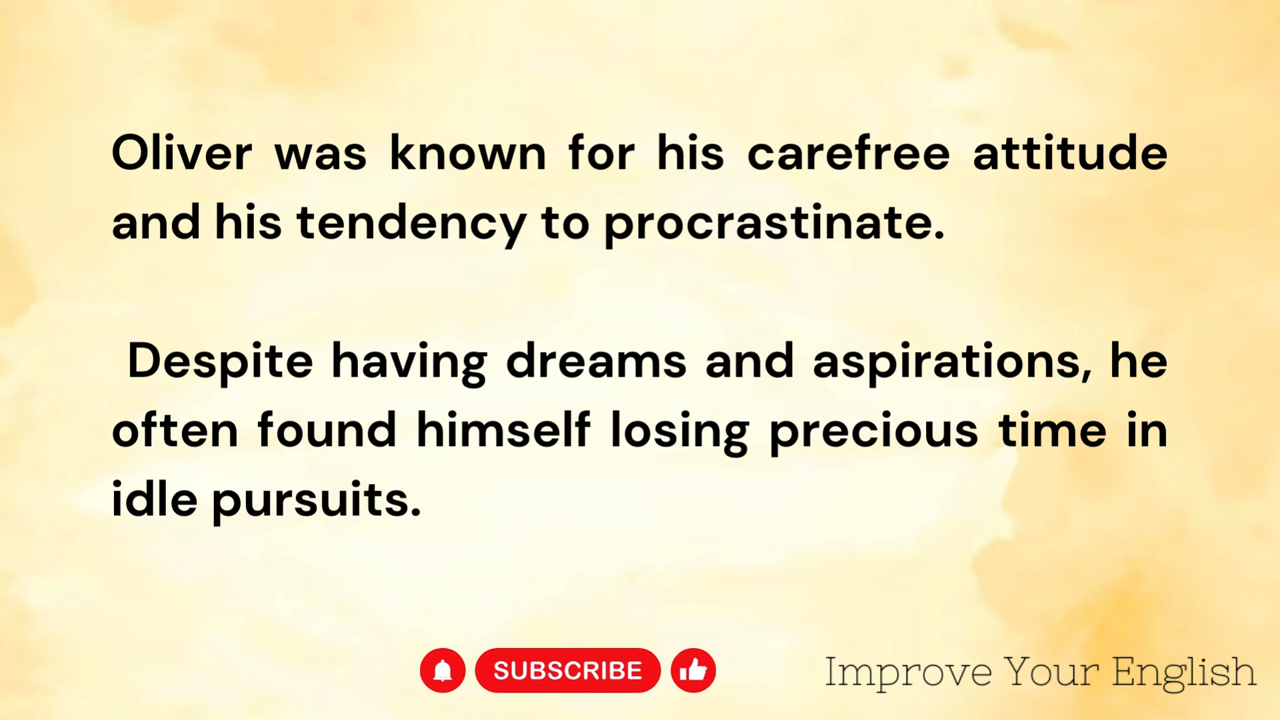 Oliver was known for his carefree attitude
and his tendency to procrastinate.
Despite having dreams and aspirations, he
often found himself losing precious time in
idle pursuits.
SUBSCRIBE
Improve Your English